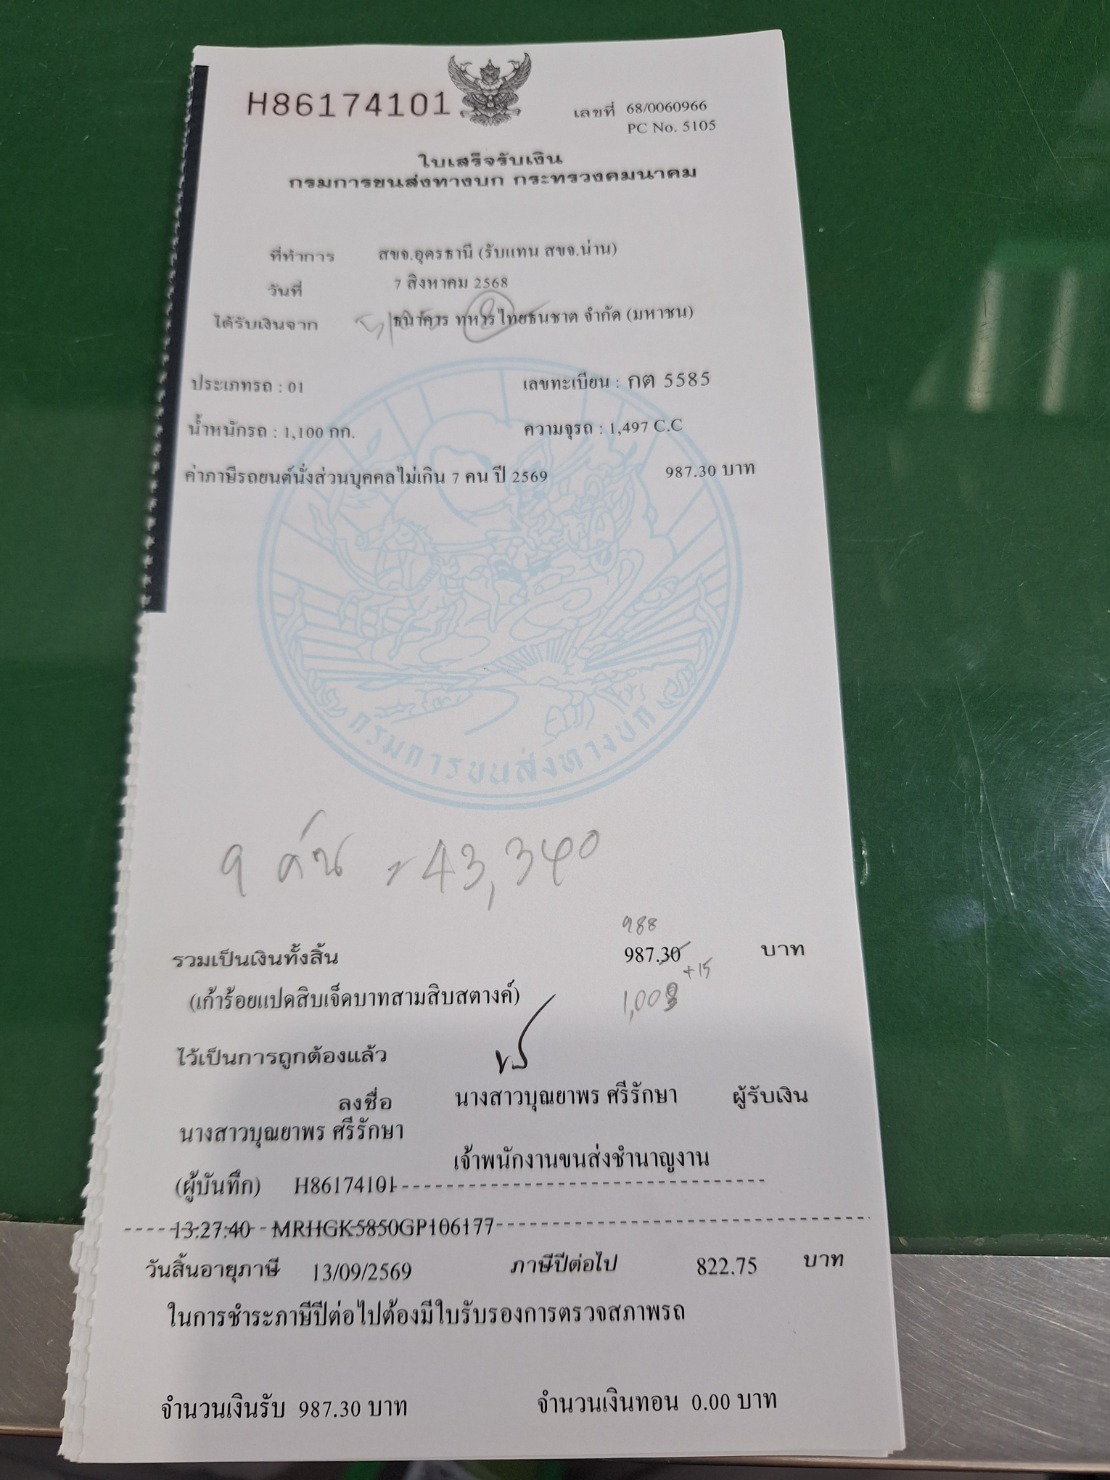 H86174101
เลขที่ 68/0060966
PC No. 5105
ใบเสร็จรับเงิน
กรมการขนส่งทางบก กระทรวงคมนาคม
ที่ทำการ สขจ.อุดรธานี (รับแทน สขจ.น่าน)
วันที่ 7 สิงหาคม 2568
ได้รับเงินจาก ธนาคาร ทหารไทยธนชาต จำกัด (มหาชน)
ประเภทรถ : 01 เลขทะเบียน : กต 5585
น้ำหนักรถ : 1,100 กก. ความจุรถ : 1,497 C.C
ค่าภาษีรถยนต์นั่งส่วนบุคคลไม่เกิน 7 คน ปี 2569 987.30 บาท
กรมการขนส่งทางบก
9 คัน = 43,340
988
รวมเป็นเงินทั้งสิ้น 987.30 บาท
+15
(เก้าร้อยแปดสิบเจ็ดบาทสามสิบสตางค์) 1,003
ไว้เป็นการถูกต้องแล้ว
ลงชื่อ นางสาวบุณยาพร ศรีรักษา ผู้รับเงิน
นางสาวบุณยาพร ศรีรักษา
เจ้าพนักงานขนส่งชำนาญงาน
(ผู้บันทึก) H86174101
13:27:40 MRHGK5850GP106177
วันสิ้นอายุภาษี 13/09/2569 ภาษีปีต่อไป 822.75 บาท
ในการชำระภาษีปีต่อไปต้องมีใบรับรองการตรวจสภาพรถ
จำนวนเงินรับ 987.30 บาท จำนวนเงินทอน 0.00 บาท